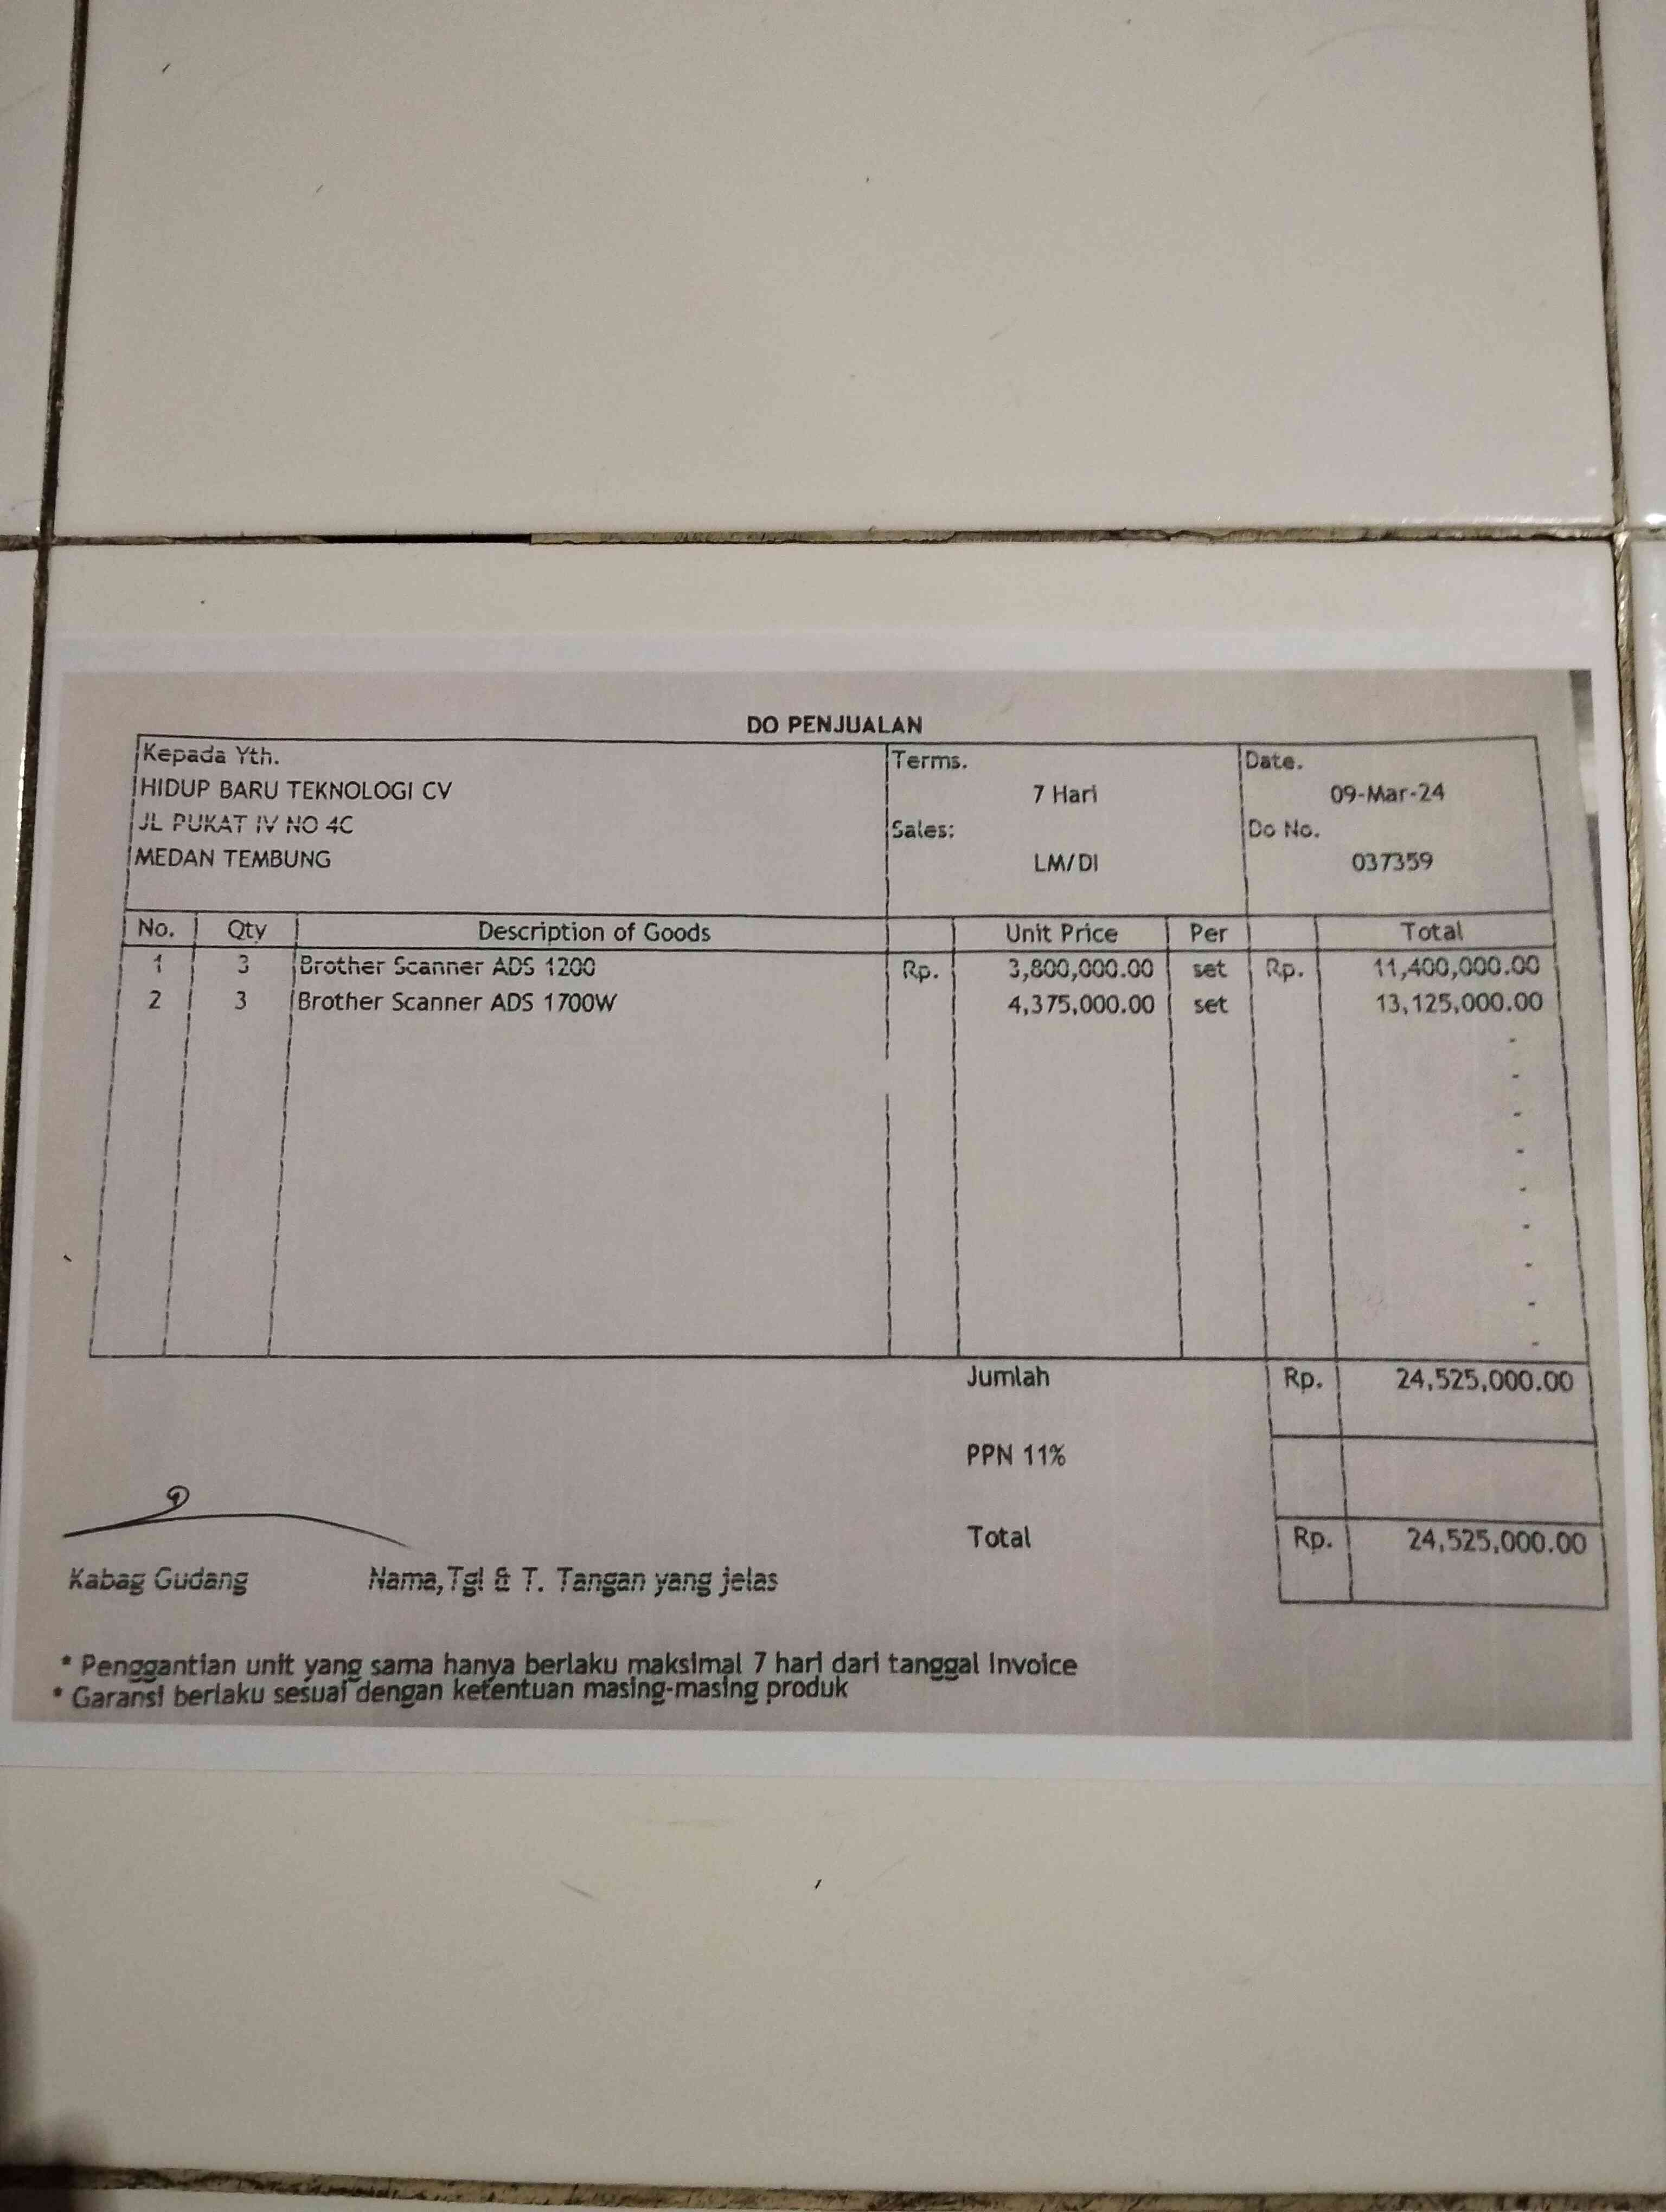 DO PENJUALAN
Kepada Yth.
HIDUP BARU TEKNOLOGI CV
JL PUKAT IV NO 4C
MEDAN TEMBUNG
Terms.
7 Hari
Sales:
LM/DI
Date.
09-Mar-24
Do No.
037359
No. Qty Description of Goods Unit Price Per Total
1 3 Brother Scanner ADS 1200 Rp. 3,800,000.00 set Rp. 11,400,000.00
2 3 Brother Scanner ADS 1700W 4,375,000.00 set 13,125,000.00
-
-
-
-
-
-
-
-
-
Jumlah Rp. 24,525,000.00
PPN 11%
Total Rp. 24,525,000.00
Kabag Gudang Nama,Tgl & T. Tangan yang jelas
* Penggantian unit yang sama hanya berlaku maksimal 7 hari dari tanggal Invoice
* Garansi berlaku sesuai dengan ketentuan masing-masing produk